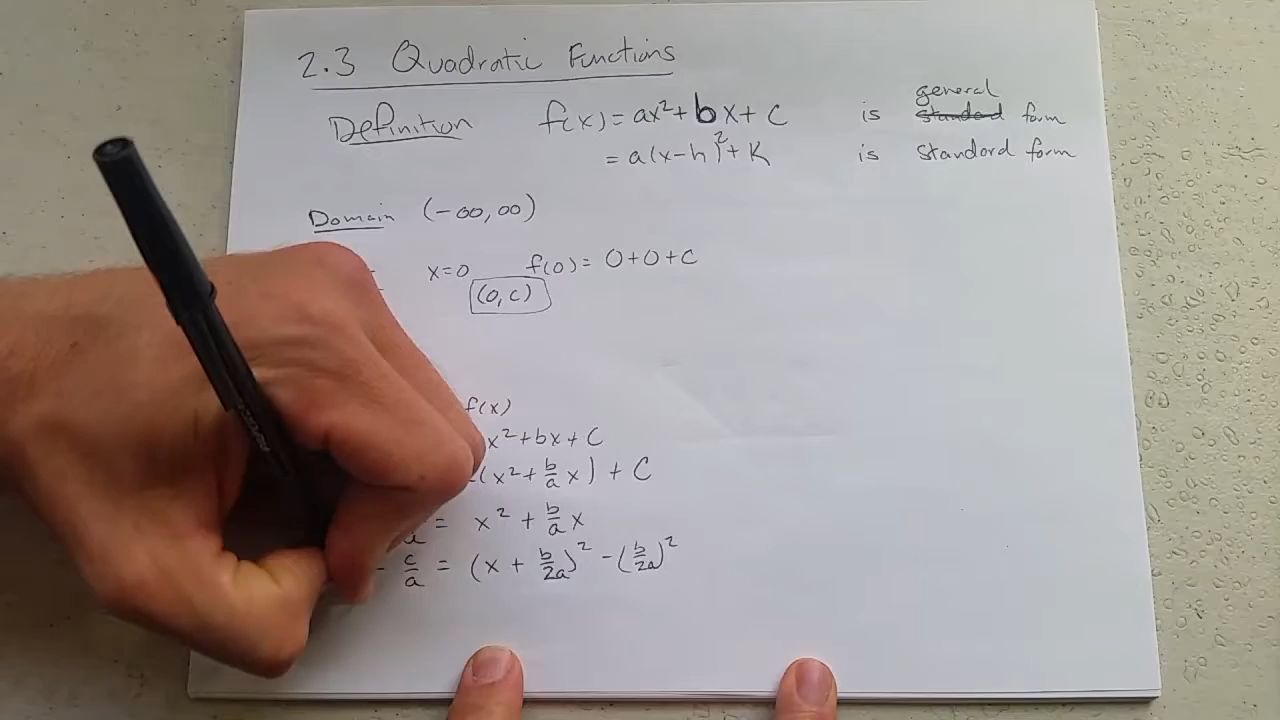 2.3 Quadratic Functions
Definition f(x) = ax² + bx + c is general ~~standard~~ form
= a(x-h)² + k is standard form
Domain (-∞, ∞)
x=0 f(0) = 0+0+c
(0, c)
f(x)
x² + bx + c
(x² + b/a x) + c
= x² + b/a x
- c/a = (x + b/2a)² - (b/2a)²